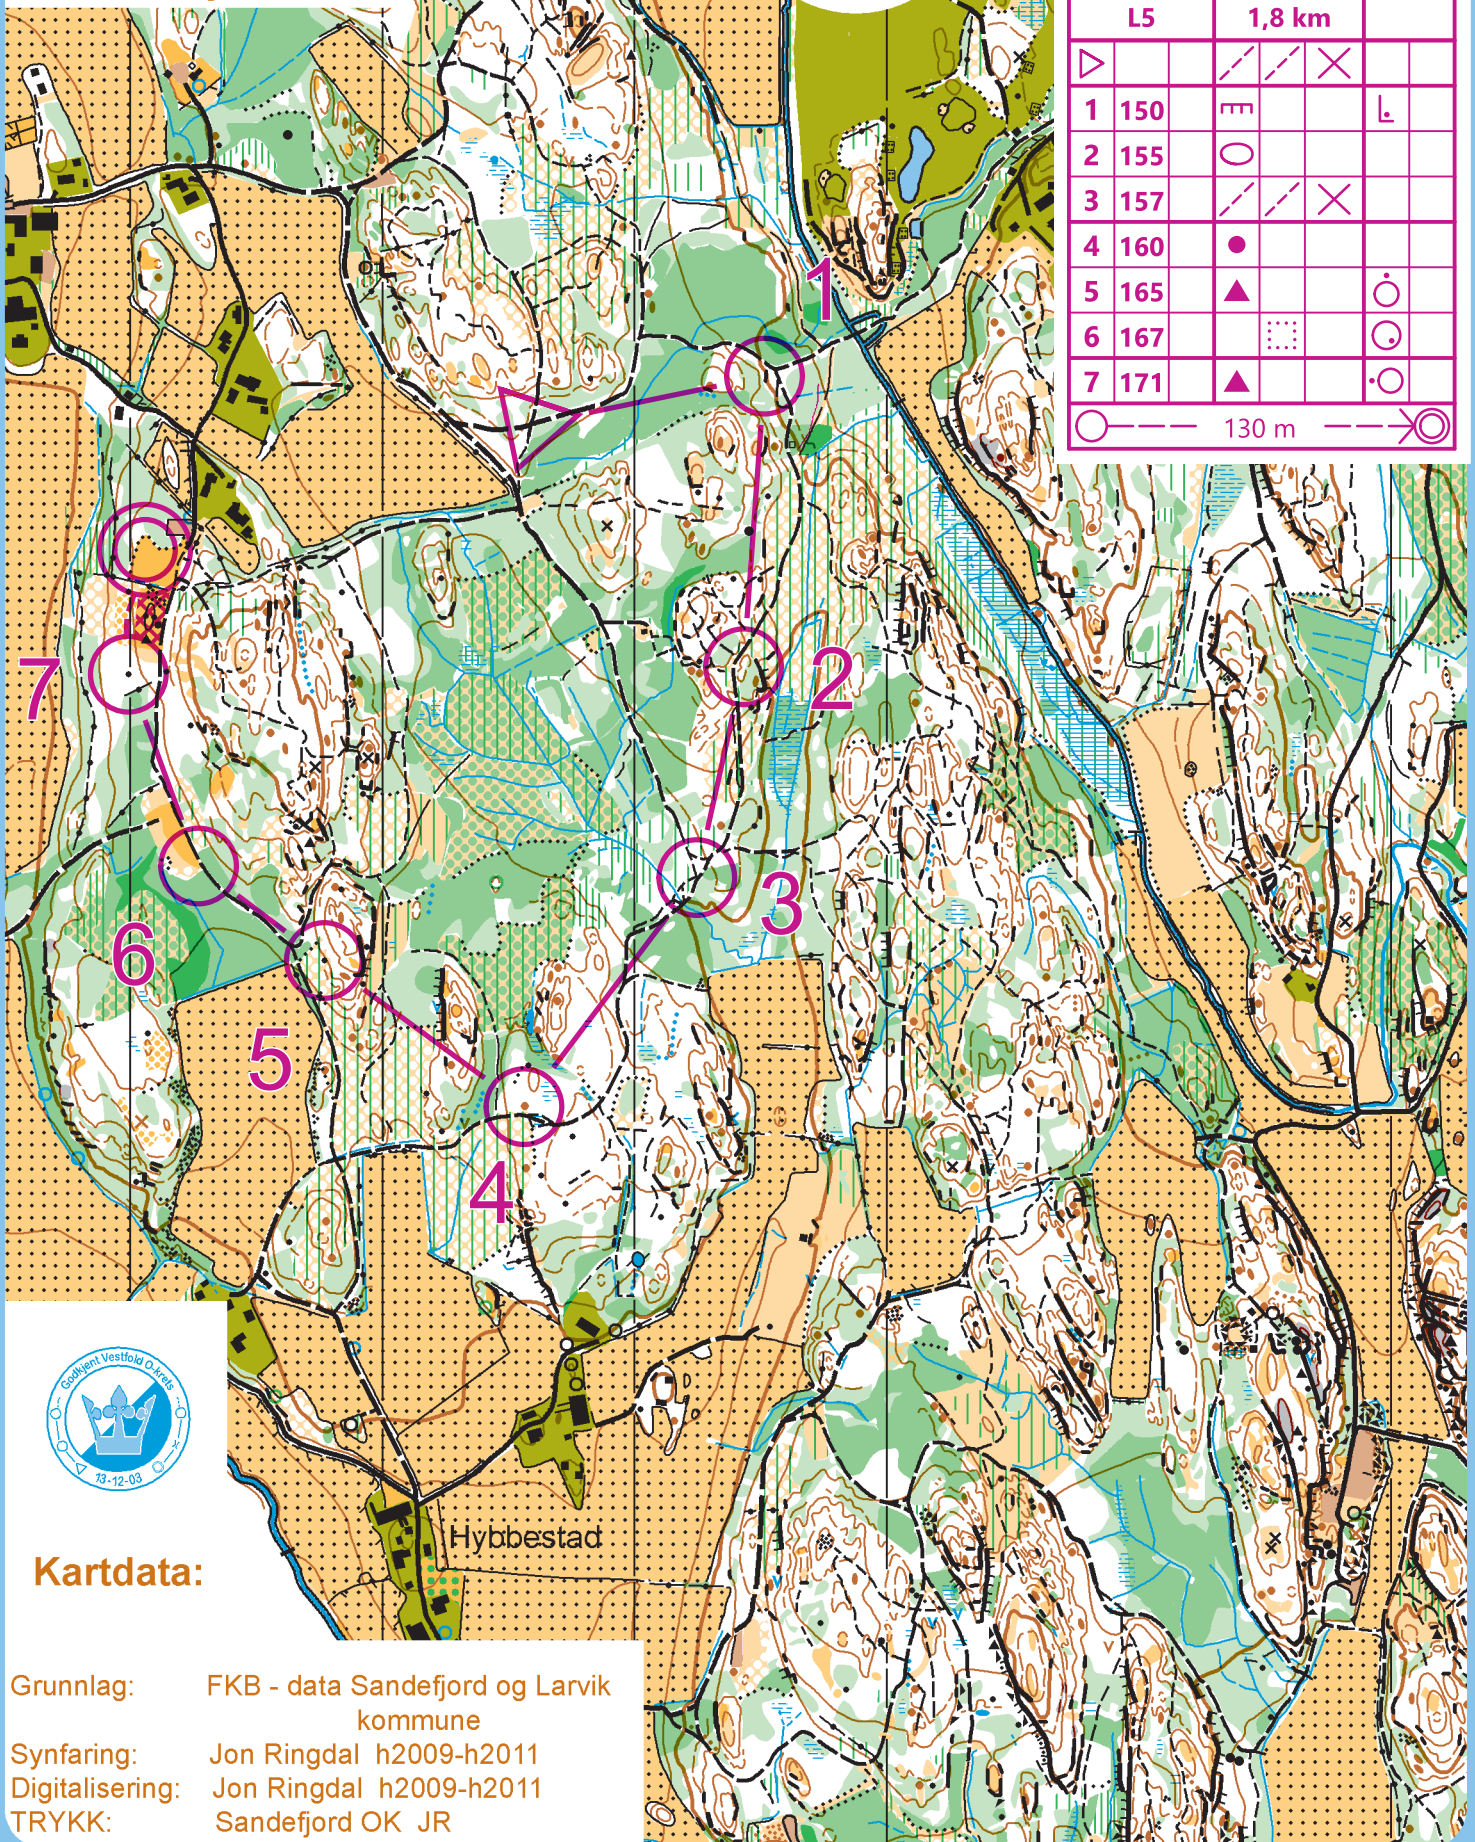 L5 1,8 km
1 150
2 155
3 157
4 160
5 165
6 167
7 171
130 m
1
2
3
4
5
6
7
Godkjent Vestfold O-krets
13-12-03
Hybbestad
Kartdata:
Grunnlag: FKB - data Sandefjord og Larvik
kommune
Synfaring: Jon Ringdal h2009-h2011
Digitalisering: Jon Ringdal h2009-h2011
TRYKK: Sandefjord OK JR